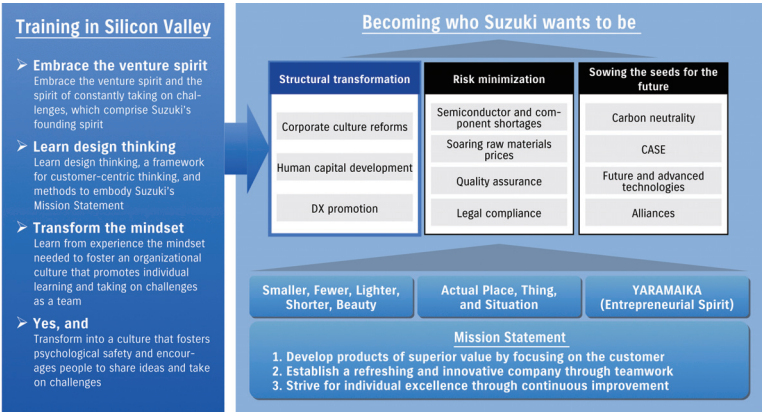 Training in Silicon Valley
➤ Embrace the venture spirit
Embrace the venture spirit and the
spirit of constantly taking on chal-
lenges, which comprise Suzuki's
founding spirit
➤ Learn design thinking
Learn design thinking, a framework
for customer-centric thinking, and
methods to embody Suzuki's
Mission Statement
➤ Transform the mindset
Learn from experience the mindset
needed to foster an organizational
culture that promotes individual
learning and taking on challenges
as a team
➤ Yes, and
Transform into a culture that fosters
psychological safety and encour-
ages people to share ideas and take
on challenges
Becoming who Suzuki wants to be
Structural transformation
Corporate culture reforms
Human capital development
DX promotion
Risk minimization
Semiconductor and com-
ponent shortages
Soaring raw materials
prices
Quality assurance
Legal compliance
Sowing the seeds for the
future
Carbon neutrality
CASE
Future and advanced
technologies
Alliances
Smaller, Fewer, Lighter,
Shorter, Beauty
Actual Place, Thing,
and Situation
YARAMAIKA
(Entrepreneurial Spirit)
Mission Statement
1. Develop products of superior value by focusing on the customer
2. Establish a refreshing and innovative company through teamwork
3. Strive for individual excellence through continuous improvement